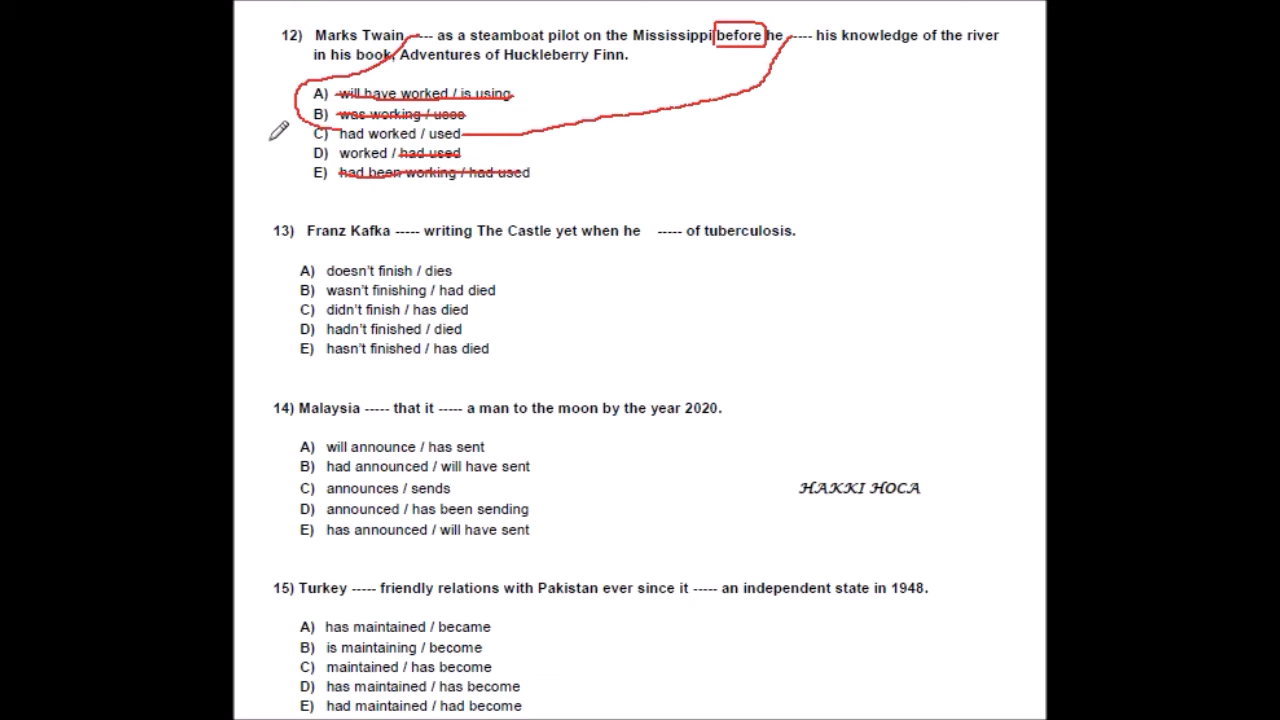 12) Marks Twain ----- as a steamboat pilot on the Mississippi before he ----- his knowledge of the river
in his book, Adventures of Huckleberry Finn.
A) will have worked / is using
B) was working / uses
C) had worked / used
D) worked / had used
E) had been working / had used
13) Franz Kafka ----- writing The Castle yet when he ----- of tuberculosis.
A) doesn't finish / dies
B) wasn't finishing / had died
C) didn't finish / has died
D) hadn't finished / died
E) hasn't finished / has died
14) Malaysia ----- that it ----- a man to the moon by the year 2020.
A) will announce / has sent
B) had announced / will have sent
C) announces / sends
HAKKI HOCA
D) announced / has been sending
E) has announced / will have sent
15) Turkey ----- friendly relations with Pakistan ever since it ----- an independent state in 1948.
A) has maintained / became
B) is maintaining / become
C) maintained / has become
D) has maintained / has become
E) had maintained / had become